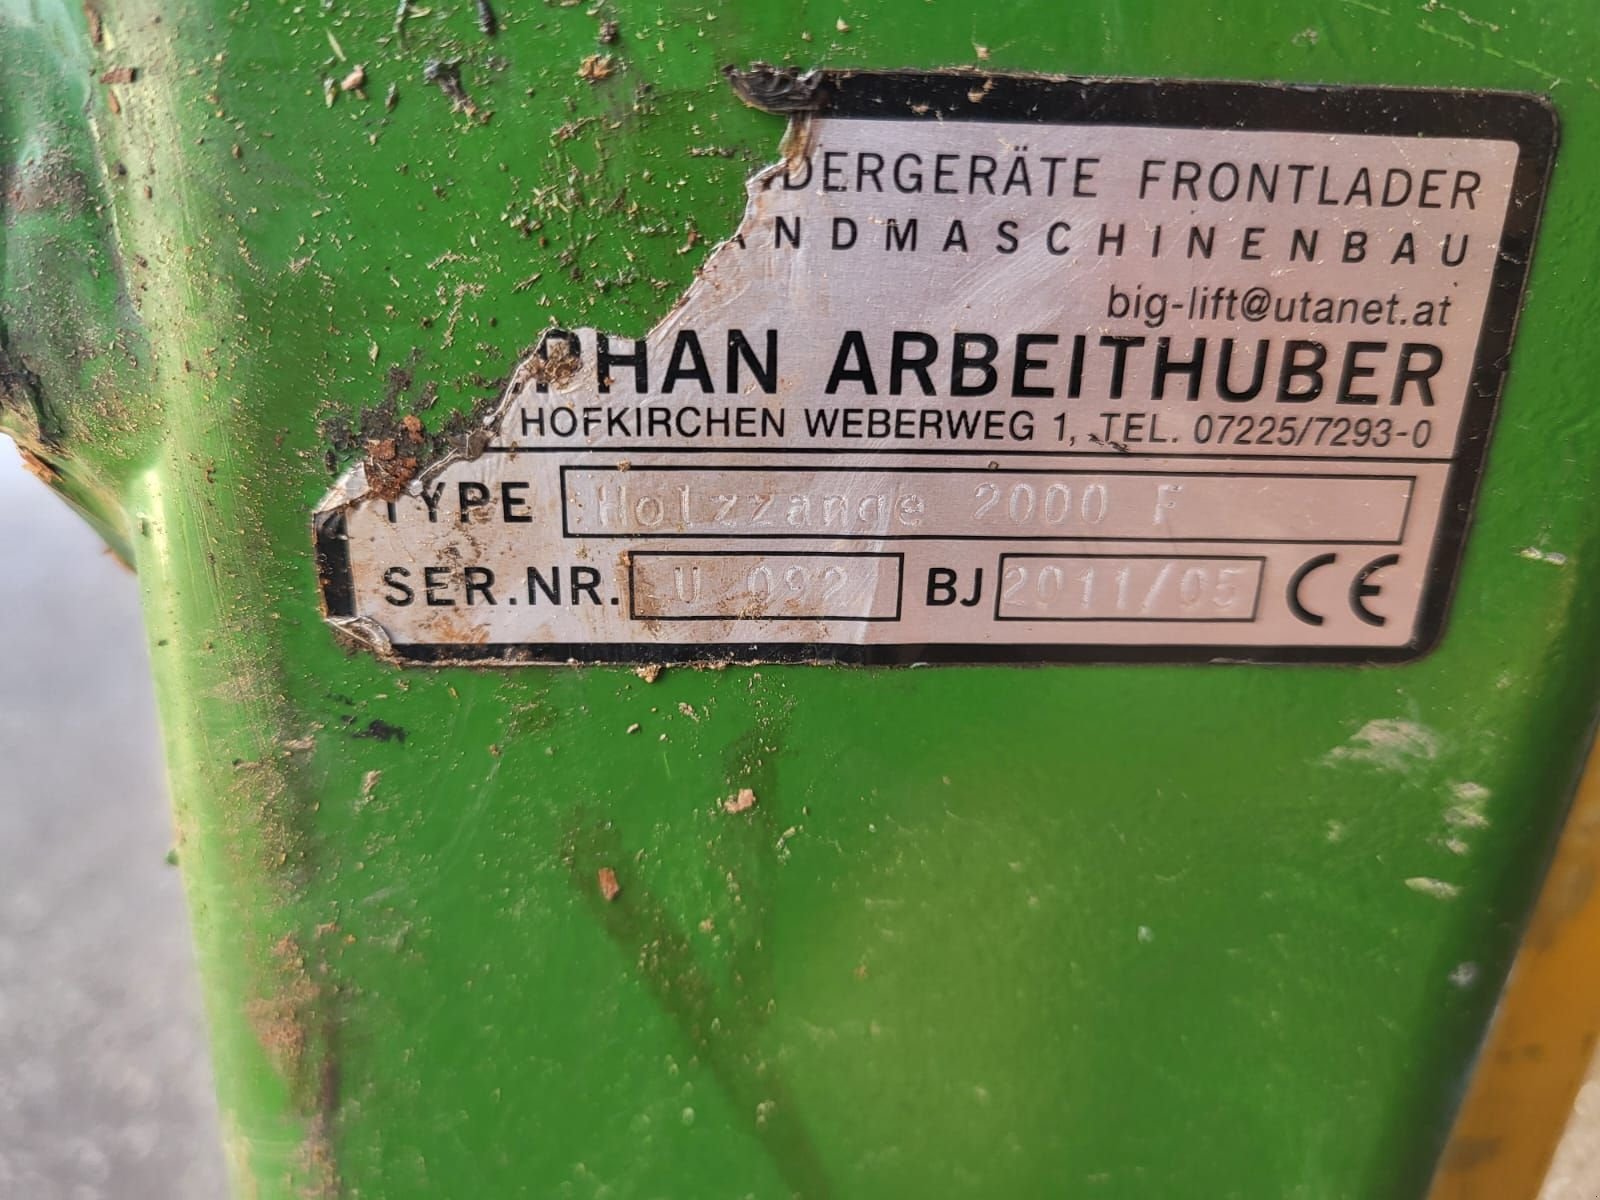 DERGERÄTE FRONTLADER
ANDMASCHINENBAU
big-lift@utanet.at
PHAN ARBEITHUBER
HOFKIRCHEN WEBERWEG 1, TEL. 07225/7293-0
TYPE Holzzange 2000 F
SER.NR. U 092 BJ 2011/05 CE